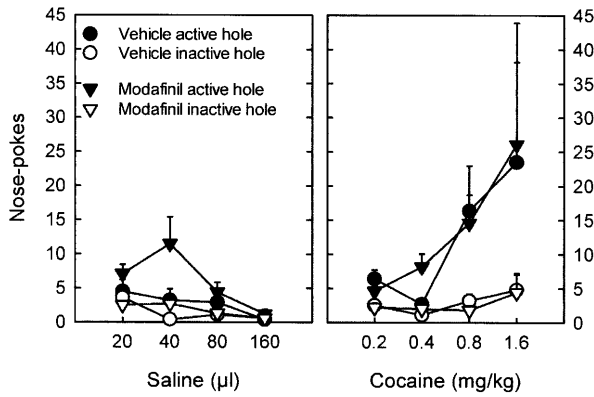 45
40
35
30
25
20
15
10
5
0
Nose-pokes
Vehicle active hole
Vehicle inactive hole
Modafinil active hole
Modafinil inactive hole
20 40 80 160
Saline (µl)
45
40
35
30
25
20
15
10
5
0
0.2 0.4 0.8 1.6
Cocaine (mg/kg)